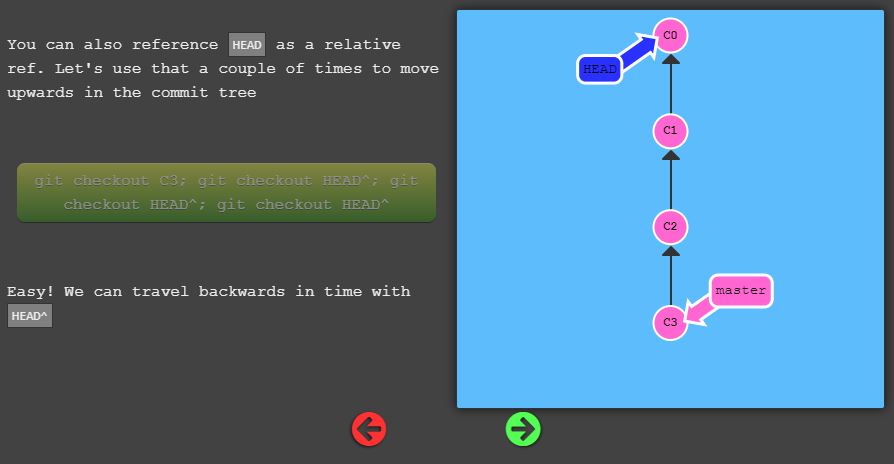 You can also reference HEAD as a relative
ref. Let's use that a couple of times to move
upwards in the commit tree
git checkout C3; git checkout HEAD^; git
checkout HEAD^; git checkout HEAD^
Easy! We can travel backwards in time with
HEAD^
C0
HEAD
C1
C2
master
C3